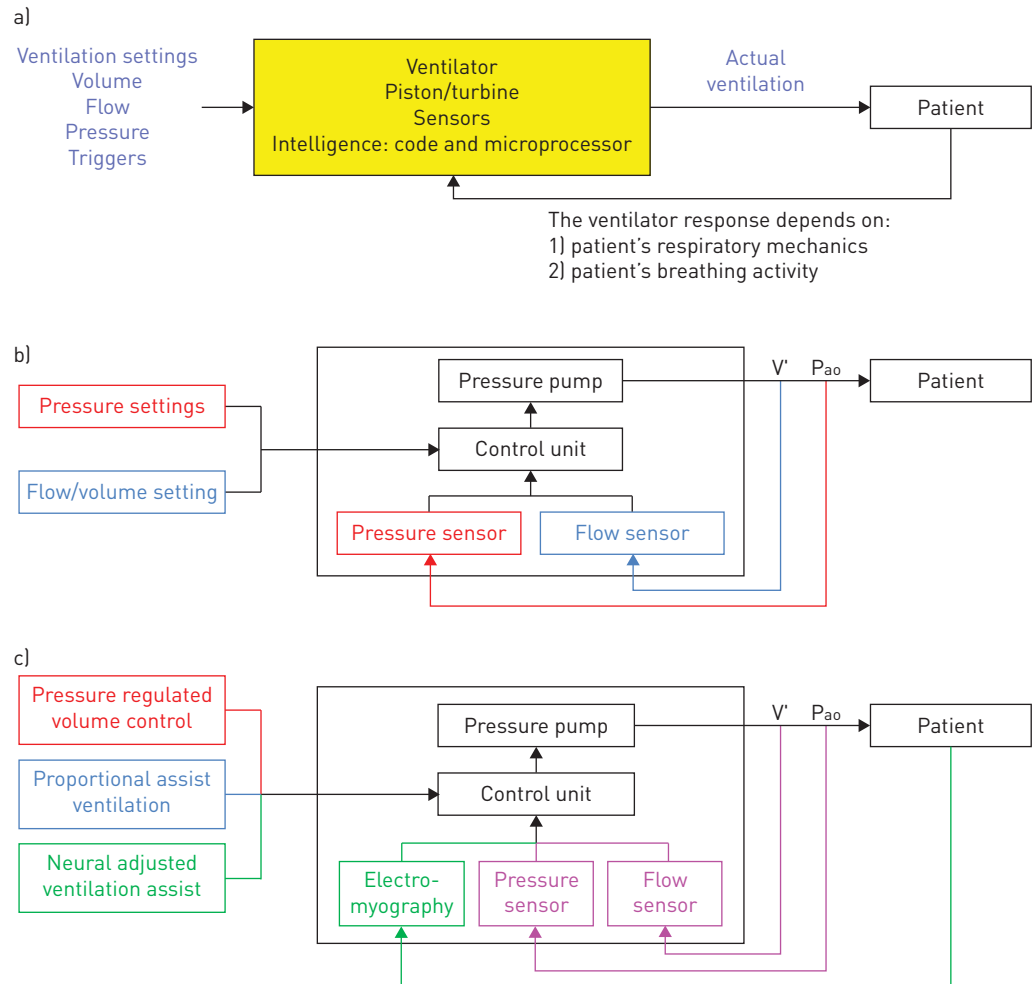 a)
Ventilation settings
Volume
Flow
Pressure
Triggers
Ventilator
Piston/turbine
Sensors
Intelligence: code and microprocessor
Actual
ventilation
Patient
The ventilator response depends on:
1) patient's respiratory mechanics
2) patient's breathing activity
b)
Pressure settings
Flow/volume setting
Pressure pump
Control unit
Pressure sensor
Flow sensor
V'
Pao
Patient
c)
Pressure regulated
volume control
Proportional assist
ventilation
Neural adjusted
ventilation assist
Pressure pump
Control unit
Electro-
myography
Pressure
sensor
Flow
sensor
V'
Pao
Patient